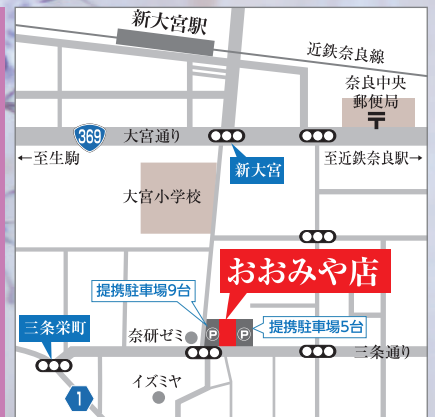 新大宮駅
近鉄奈良線
奈良中央
郵便局
369
大宮通り
←至生駒
新大宮
至近鉄奈良駅→
大宮小学校
おおみや店
提携駐車場9台
三条栄町
奈研ゼミ
P
P
提携駐車場5台
三条通り
イズミヤ
1